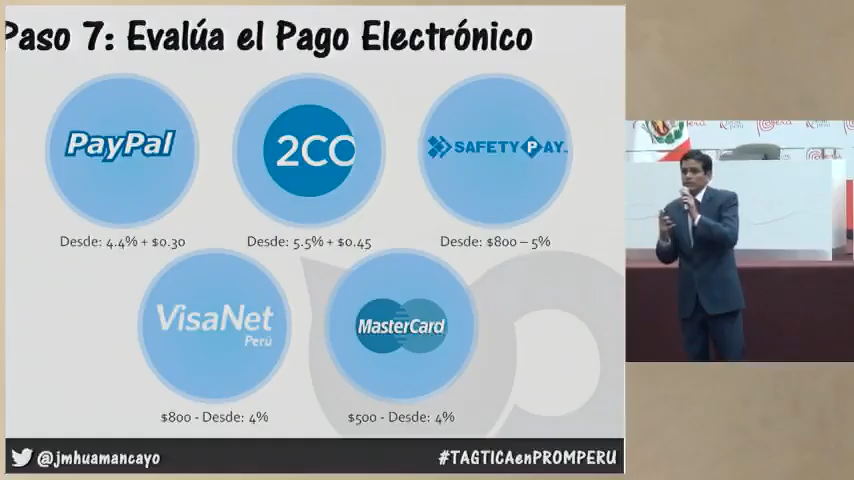 Paso 7: Evalúa el Pago Electrónico
PayPal
2CO
SAFETYPAY
Desde: 4.4% + $0.30
Desde: 5.5% + $0.45
Desde: $800 – 5%
VisaNet
Perú
MasterCard
$800 - Desde: 4%
$500 - Desde: 4%
@jmhuamancayo
#TAGTICAenPROMPERU